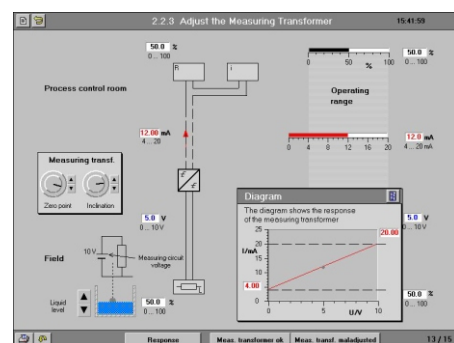 2.2.3 Adjust the Measuring Transformer
15:41:59
50.0 %
0 ... 100
R
i
0 50 100
%
50.0 %
0 ... 100
Process control room
Operating
range
12.00 mA
4 ... 20
0 4 8 12 16 20
12.0 mA
4 ... 20 mA
Measuring transf.
Zero point
Inclination
Diagram
The diagram shows the response
of the measuring transformer
I/mA
25
20
15
10
5
0
4.00
20.00
0 5 10
U/V
5.0 V
0 ... 10 V
5.0 V
0 ... 10 V
Field
10 V
Measuring circuit
voltage
Liquid
level
50.0 %
0 ... 100
50.0 %
0 ... 100
Response
Meas. transformer ok
Meas. transf. maladjusted
13 / 15